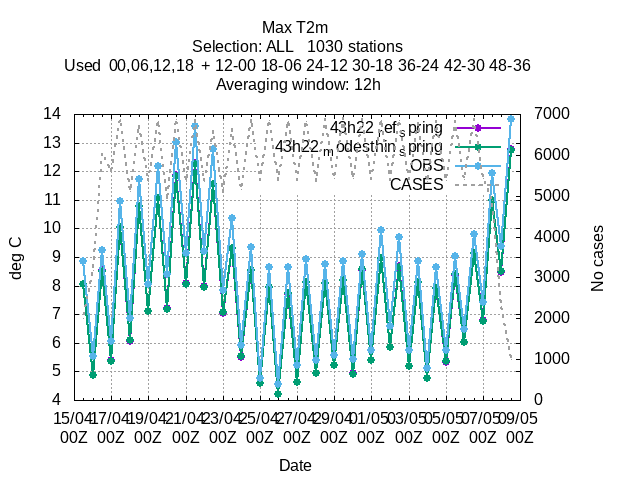 Max T2m
Selection: ALL   1030 stations
Used  00,06,12,18  + 12-00 18-06 24-12 30-18 36-24 42-30 48-36
Averaging window: 12h
14
13
12
11
10
9
8
7
6
5
4
deg C
43h22_ref_spring
43h22_modesthin_spring
OBS
CASES
7000
6000
5000
4000
3000
2000
1000
0
No cases
15/04 17/04 19/04 21/04 23/04 25/04 27/04 29/04 01/05 03/05 05/05 07/05 09/05
00Z 00Z 00Z 00Z 00Z 00Z 00Z 00Z 00Z 00Z 00Z 00Z 00Z
Date